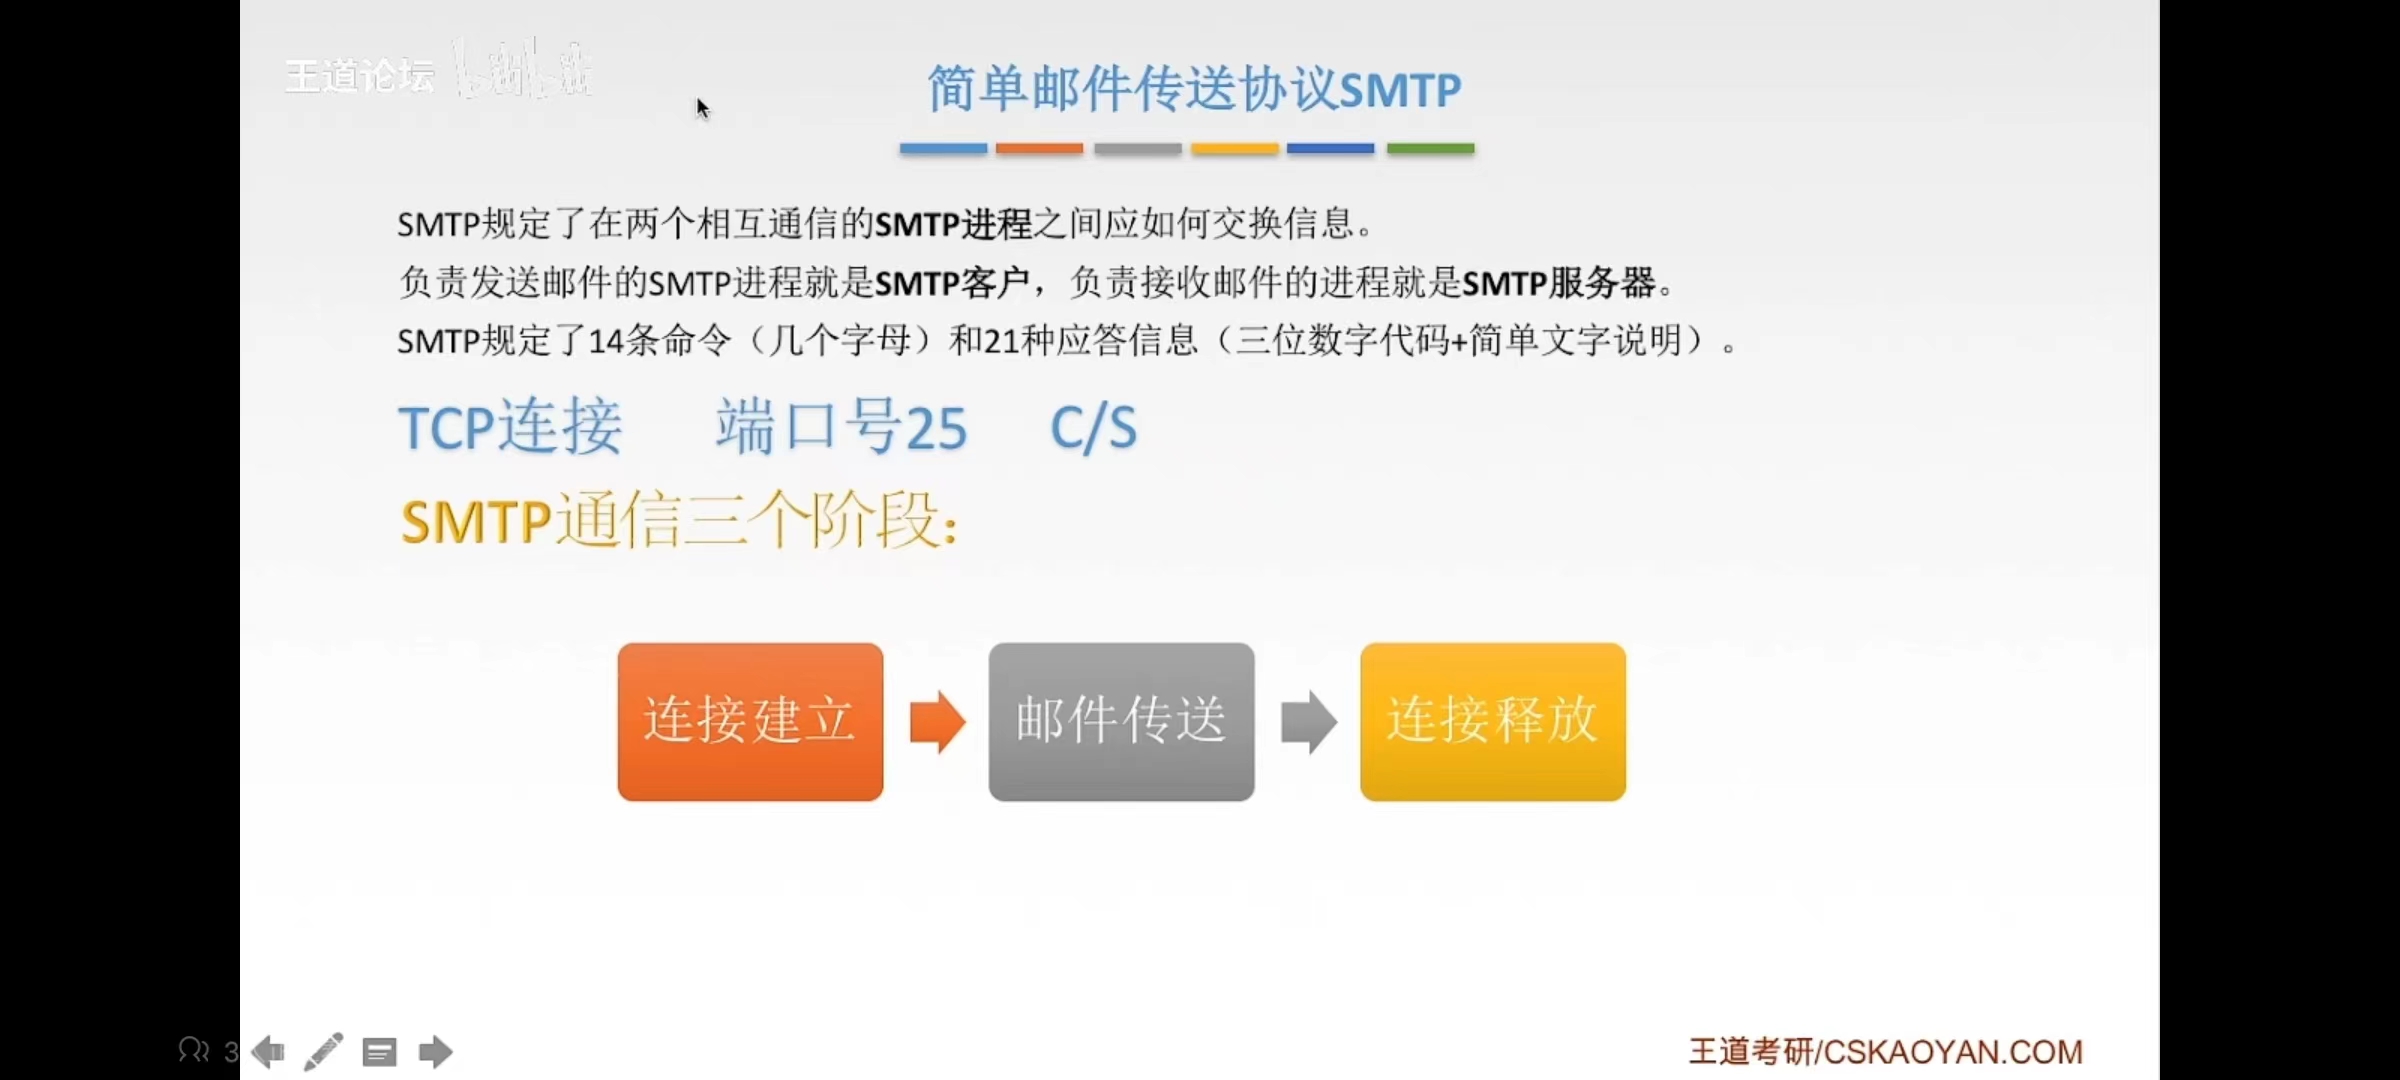 王道论坛 bilibili
简单邮件传送协议SMTP
SMTP规定了在两个相互通信的SMTP进程之间应如何交换信息。
负责发送邮件的SMTP进程就是SMTP客户，负责接收邮件的进程就是SMTP服务器。
SMTP规定了14条命令（几个字母）和21种应答信息（三位数字代码+简单文字说明）。
TCP连接 端口号25 C/S
SMTP通信三个阶段:
连接建立 邮件传送 连接释放
3
王道考研/CSKAOYAN.COM